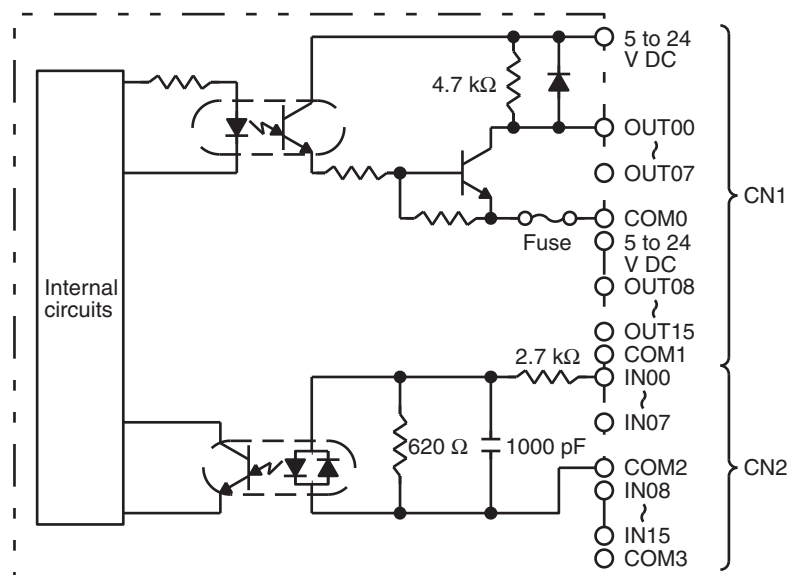 5 to 24
V DC
4.7 kΩ
OUT00
~
OUT07
CN1
COM0
Fuse
5 to 24
V DC
Internal
circuits
OUT08
~
OUT15
2.7 kΩ
COM1
IN00
~
IN07
620 Ω
1000 pF
COM2
CN2
IN08
~
IN15
COM3